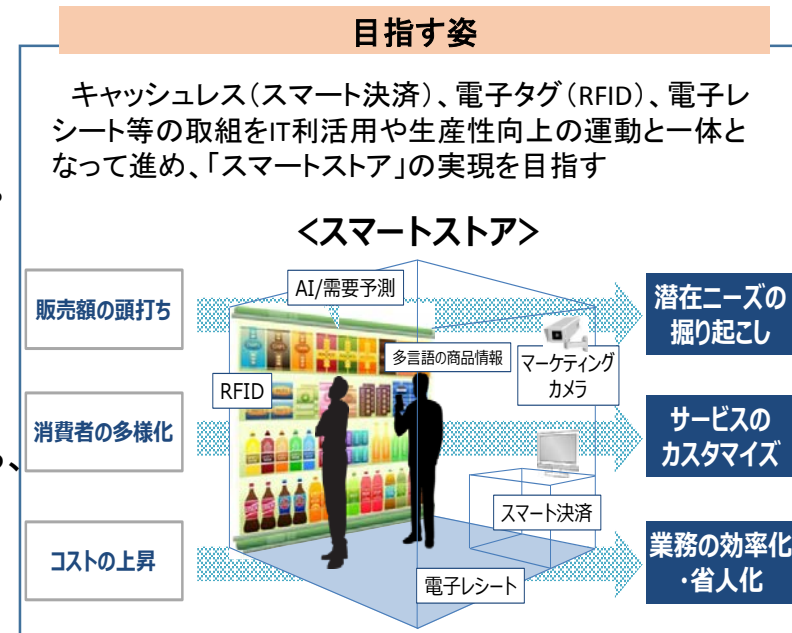 目指す姿
キャッシュレス（スマート決済）、電子タグ（RFID）、電子レ
シート等の取組をIT利活用や生産性向上の運動と一体と
なって進め、「スマートストア」の実現を目指す
＜スマートストア＞
販売額の頭打ち
AI/需要予測
潜在ニーズの
掘り起こし
多言語の商品情報
マーケティング
カメラ
RFID
消費者の多様化
サービスの
カスタマイズ
スマート決済
コストの上昇
業務の効率化
・省人化
電子レシート